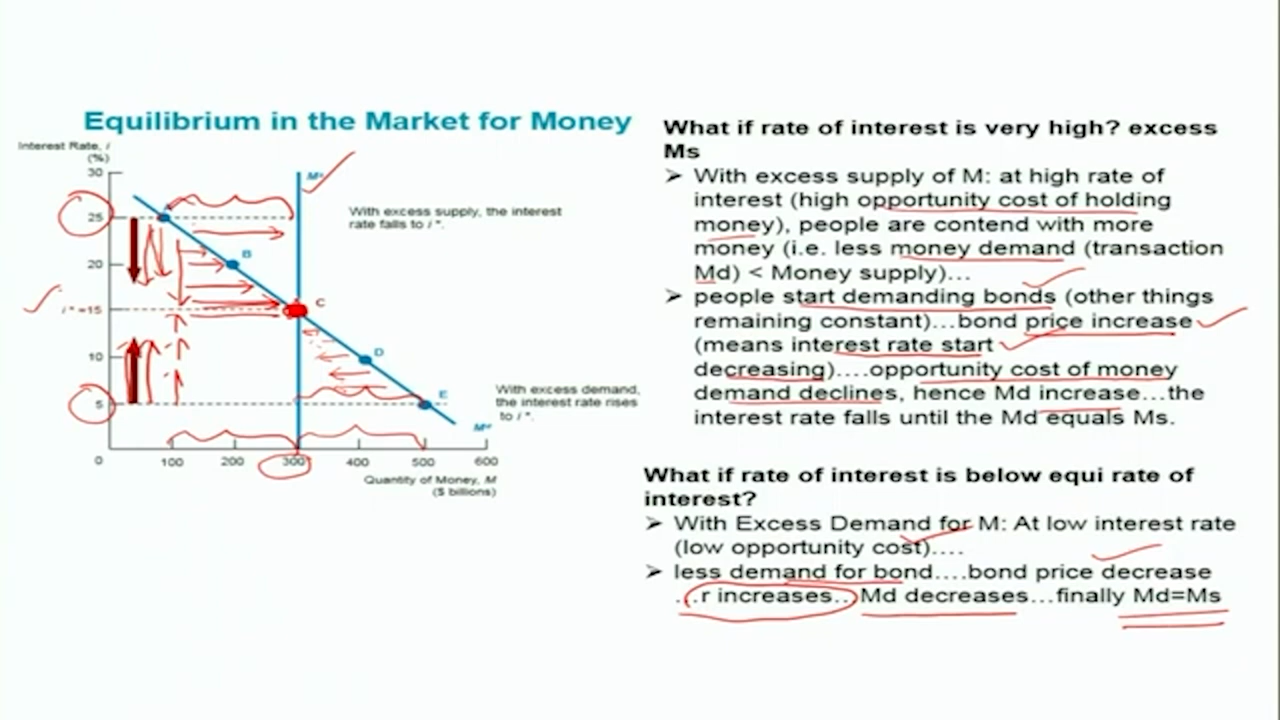 Equilibrium in the Market for Money
Interest Rate, i
(%)
30
25
20
i* =15
10
5
0
100
200
300
400
500
600
Quantity of Money, M
($ billions)
Mˢ
A
B
C
D
E
Mᵈ
With excess supply, the interest
rate falls to i *.
With excess demand,
the interest rate rises
to i *.
What if rate of interest is very high? excess
Ms
➤ With excess supply of M: at high rate of
interest (high opportunity cost of holding
money), people are contend with more
money (i.e. less money demand (transaction
Md) < Money supply)...
➤ people start demanding bonds (other things
remaining constant)...bond price increase
(means interest rate start
decreasing)....opportunity cost of money
demand declines, hence Md increase...the
interest rate falls until the Md equals Ms.
What if rate of interest is below equi rate of
interest?
➤ With Excess Demand for M: At low interest rate
(low opportunity cost)....
➤ less demand for bond....bond price decrease
...r increases... Md decreases...finally Md=Ms